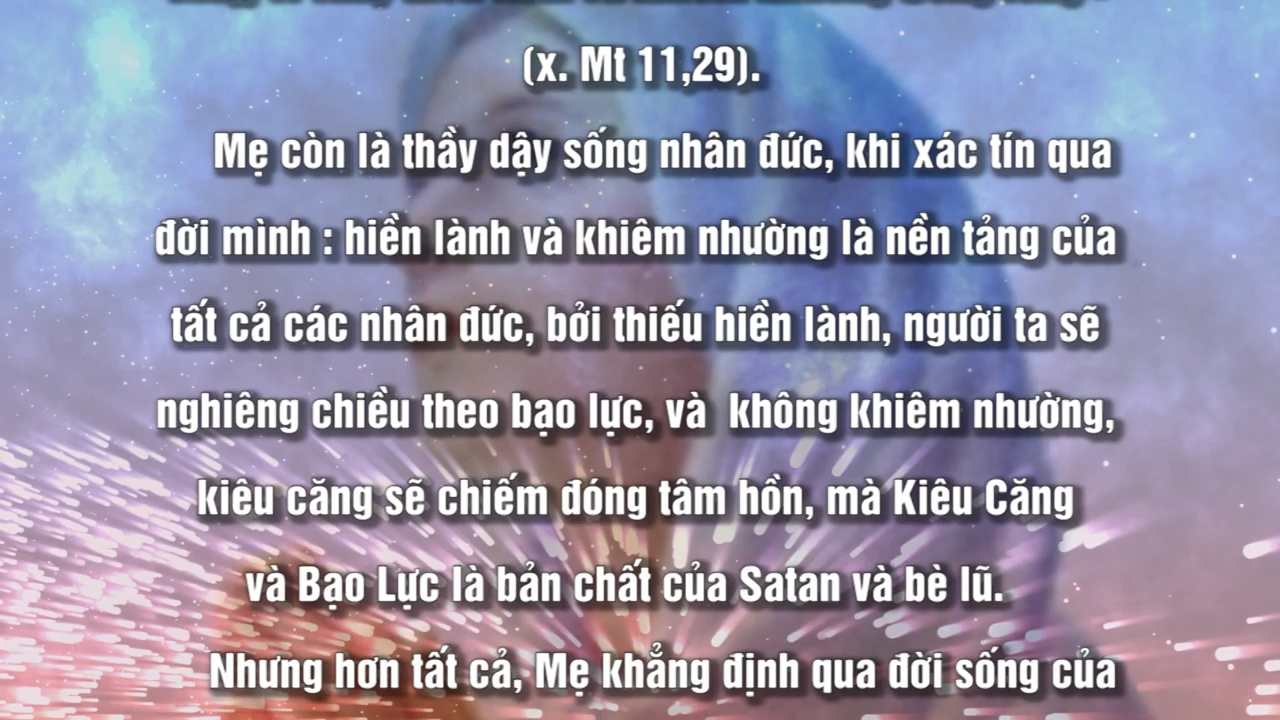 (x. Mt 11,29).
Mẹ còn là thầy dậy sống nhân đức, khi xác tín qua
đời mình : hiền lành và khiêm nhường là nền tảng của
tất cả các nhân đức, bởi thiếu hiền lành, người ta sẽ
nghiêng chiều theo bạo lực, và không khiêm nhường,
kiêu căng sẽ chiếm đóng tâm hồn, mà Kiêu Căng
và Bạo Lực là bản chất của Satan và bè lũ.
Nhưng hơn tất cả, Mẹ khẳng định qua đời sống của